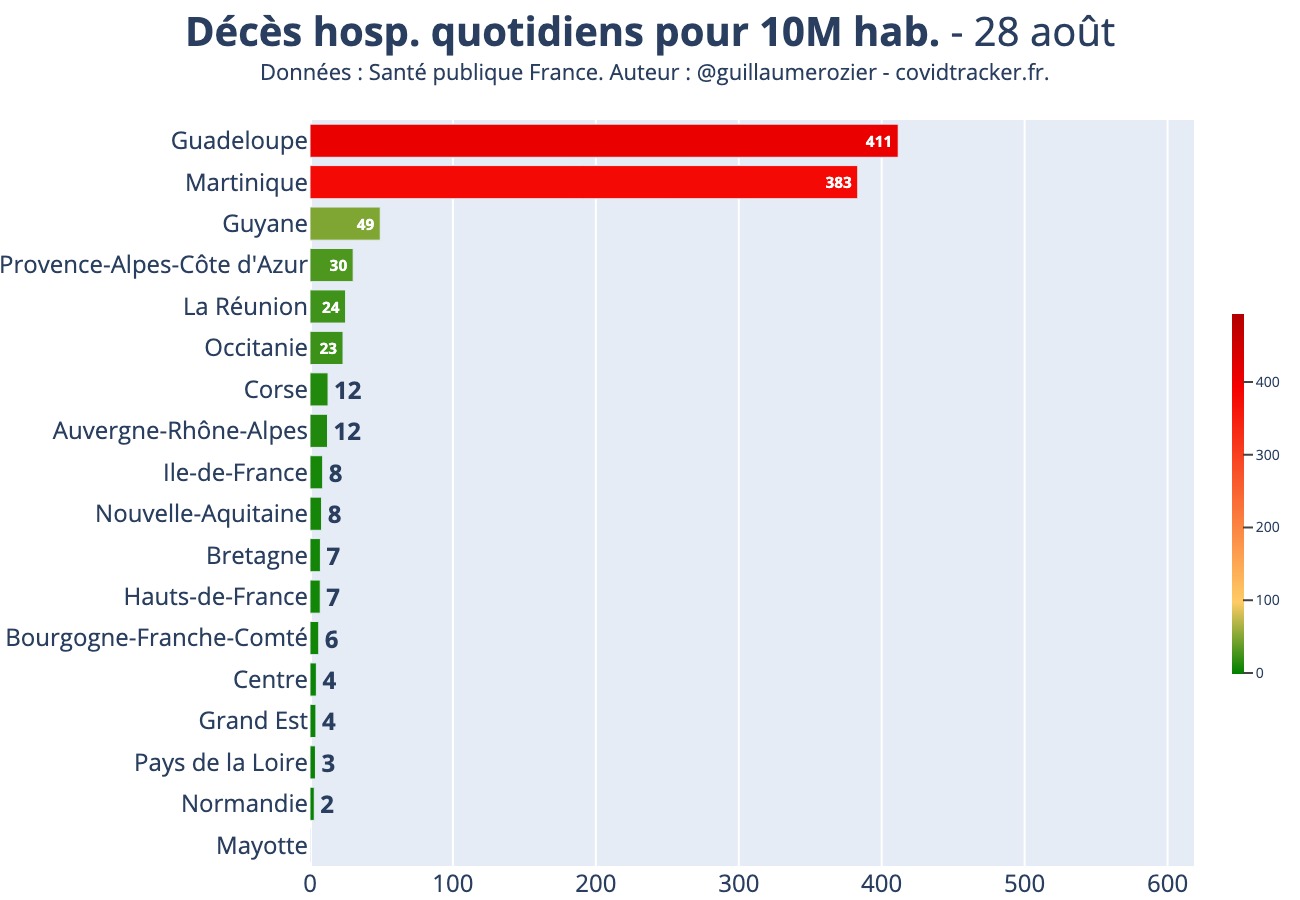 Décès hosp. quotidiens pour 10M hab. - 28 août
Données : Santé publique France. Auteur : @guillaumerozier - covidtracker.fr.
Guadeloupe 411
Martinique 383
Guyane 49
Provence-Alpes-Côte d'Azur 30
La Réunion 24
Occitanie 23
Corse 12
Auvergne-Rhône-Alpes 12
Ile-de-France 8
Nouvelle-Aquitaine 8
Bretagne 7
Hauts-de-France 7
Bourgogne-Franche-Comté 6
Centre 4
Grand Est 4
Pays de la Loire 3
Normandie 2
Mayotte
0 100 200 300 400 500 600
400
300
200
100
0